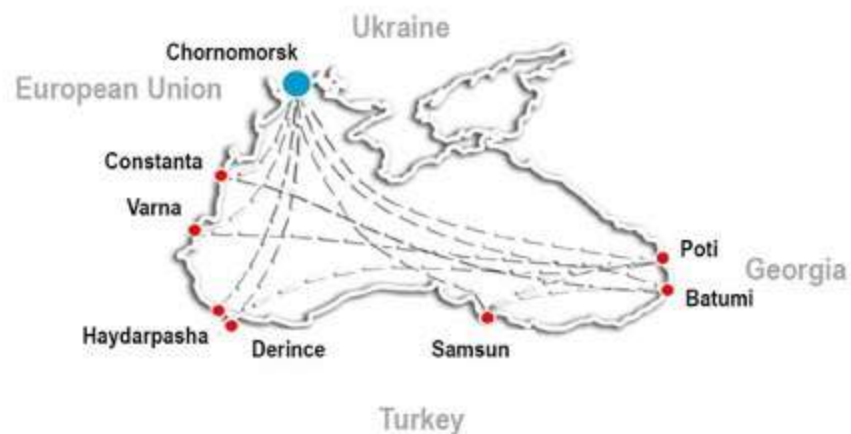 Ukraine
Chornomorsk
European Union
Constanta
Varna
Poti
Georgia
Batumi
Haydarpasha
Derince
Samsun
Turkey